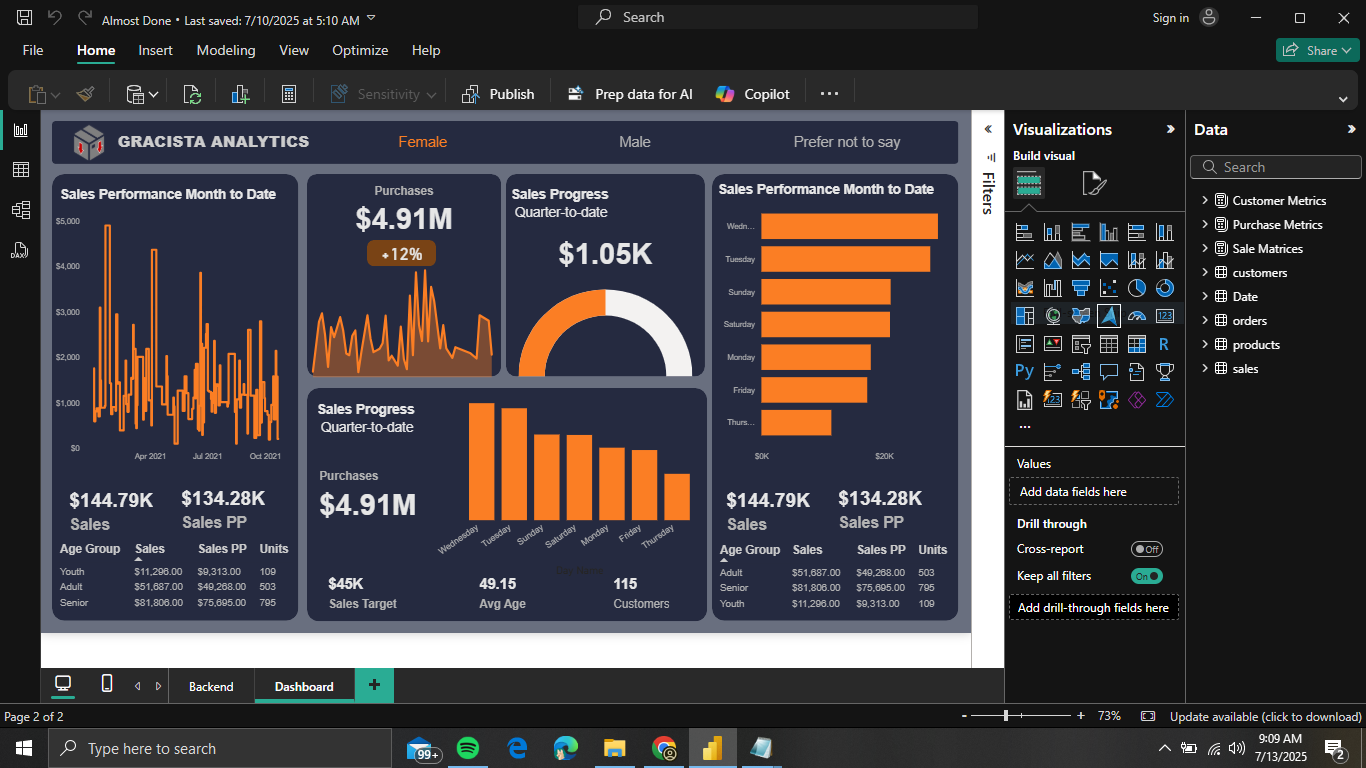 Almost Done • Last saved: 7/10/2025 at 5:10 AM
Search
Sign in
File Home Insert Modeling View Optimize Help
Share
Sensitivity
Publish
Prep data for AI
Copilot
GRACISTA ANALYTICS
Female
Male
Prefer not to say
Sales Performance Month to Date
$5,000
$4,000
$3,000
$2,000
$1,000
$0
Apr 2021 Jul 2021 Oct 2021
$144.79K
Sales
$134.28K
Sales PP
Age Group Sales Sales PP Units
Youth $11,296.00 $9,313.00 109
Adult $51,687.00 $49,268.00 503
Senior $81,806.00 $75,695.00 795
Purchases
$4.91M
+12%
Sales Progress
Quarter-to-date
$1.05K
Sales Progress
Quarter-to-date
Purchases
$4.91M
Wednesday
Tuesday
Sunday
Saturday
Monday
Friday
Thursday
Day Name
$45K
Sales Target
49.15
Avg Age
115
Customers
Sales Performance Month to Date
Wedn...
Tuesday
Sunday
Saturday
Monday
Friday
Thurs...
$0K $20K
$144.79K
Sales
$134.28K
Sales PP
Age Group Sales Sales PP Units
Adult $51,687.00 $49,268.00 503
Senior $81,806.00 $75,695.00 795
Youth $11,296.00 $9,313.00 109
Filters
Visualizations
Build visual
123
R
Py
123
Values
Add data fields here
Drill through
Cross-report Off
Keep all filters On
Add drill-through fields here
Data
Search
Customer Metrics
Purchase Metrics
Sale Matrices
customers
Date
orders
products
sales
DAX
Backend
Dashboard
Page 2 of 2
73%
Update available (click to download)
Type here to search
99+
9:09 AM
7/13/2025
2